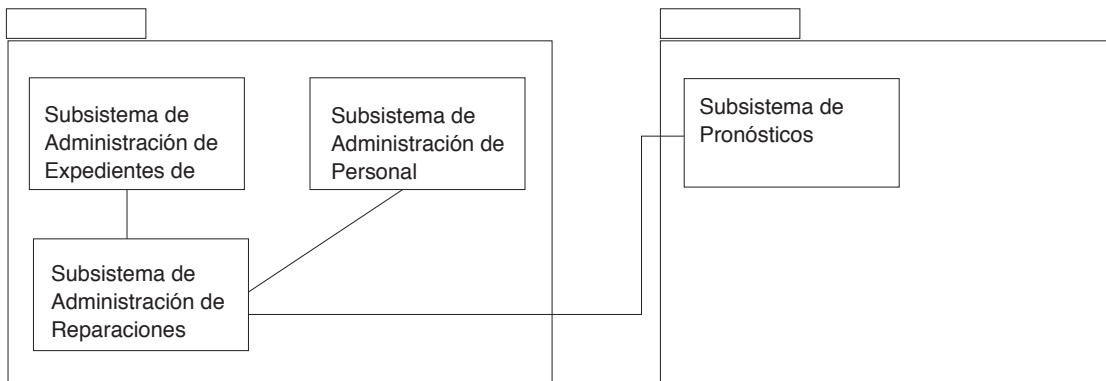 Subsistema de
Administración de
Expedientes de
Subsistema de
Administración de
Personal
Subsistema de
Pronósticos
Subsistema de
Administración de
Reparaciones